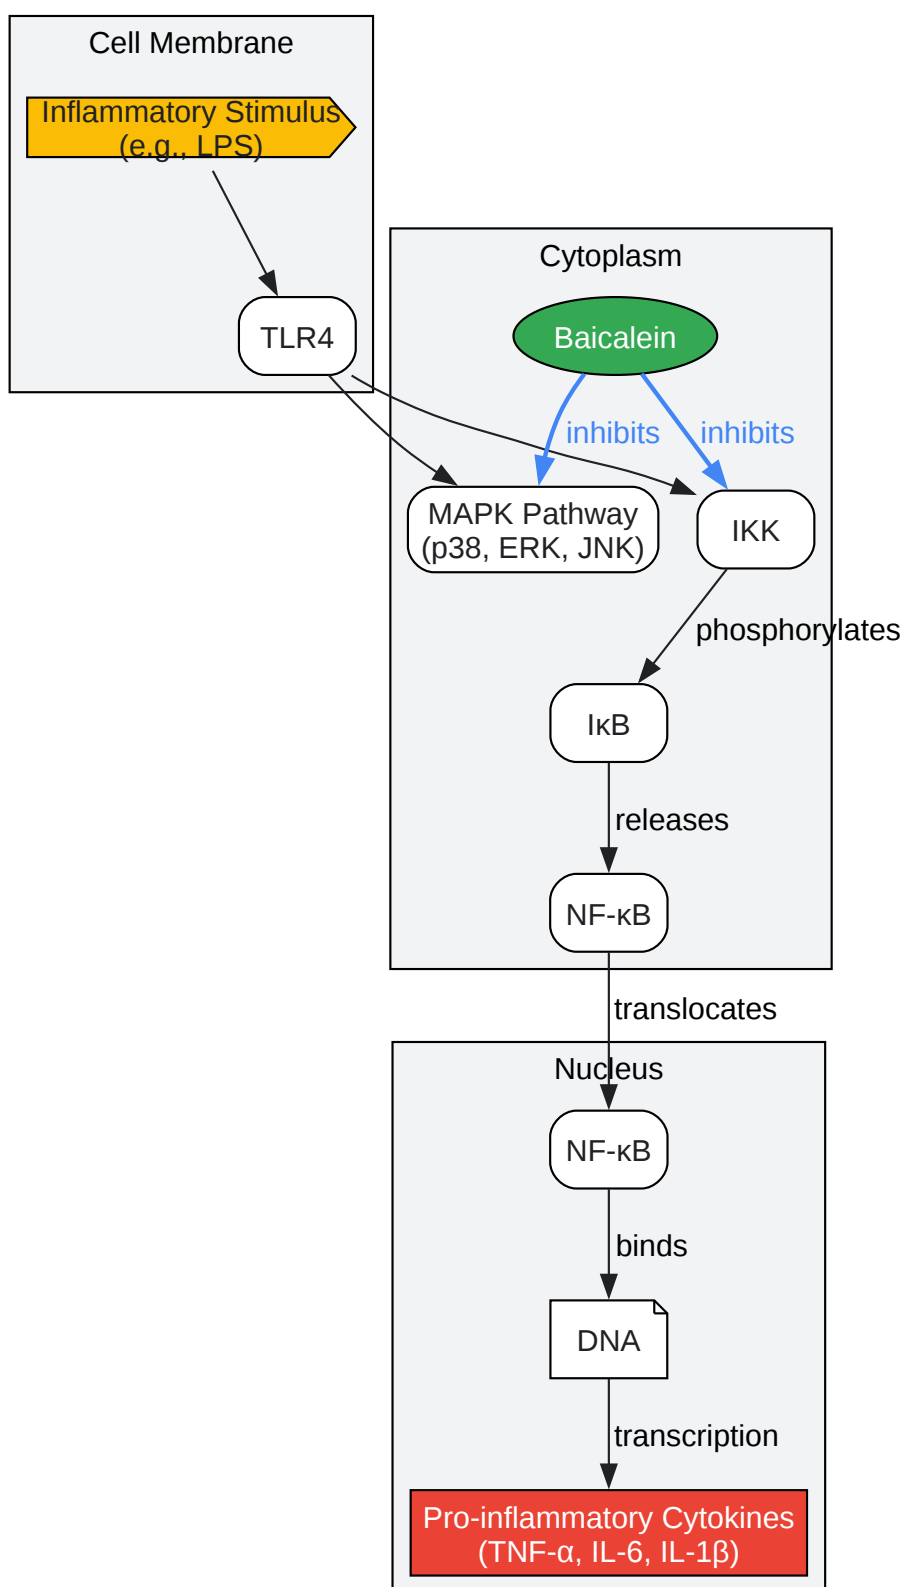 Cell Membrane
Inflammatory Stimulus
(e.g., LPS)
TLR4
Cytoplasm
Baicalein
inhibits
inhibits
MAPK Pathway
(p38, ERK, JNK)
IKK
phosphorylates
IκB
releases
NF-κB
translocates
Nucleus
NF-κB
binds
DNA
transcription
Pro-inflammatory Cytokines
(TNF-α, IL-6, IL-1β)